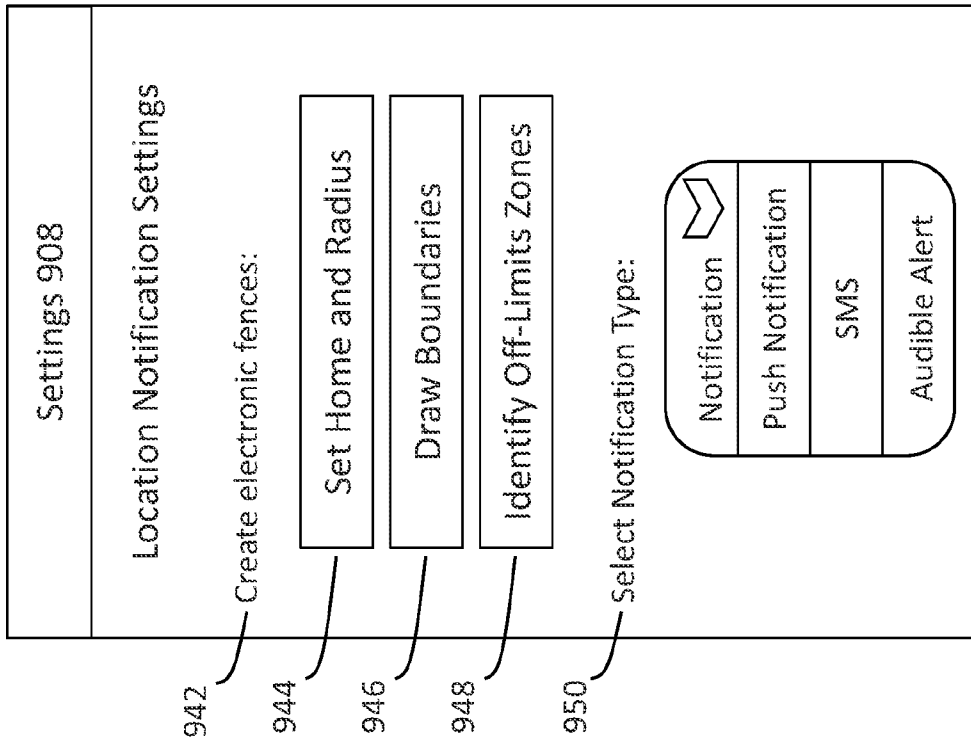 Settings 908
Location Notification Settings
942
Create electronic fences:
944
Set Home and Radius
946
Draw Boundaries
948
Identify Off-Limits Zones
950
Select Notification Type:
Notification
Push Notification
SMS
Audible Alert